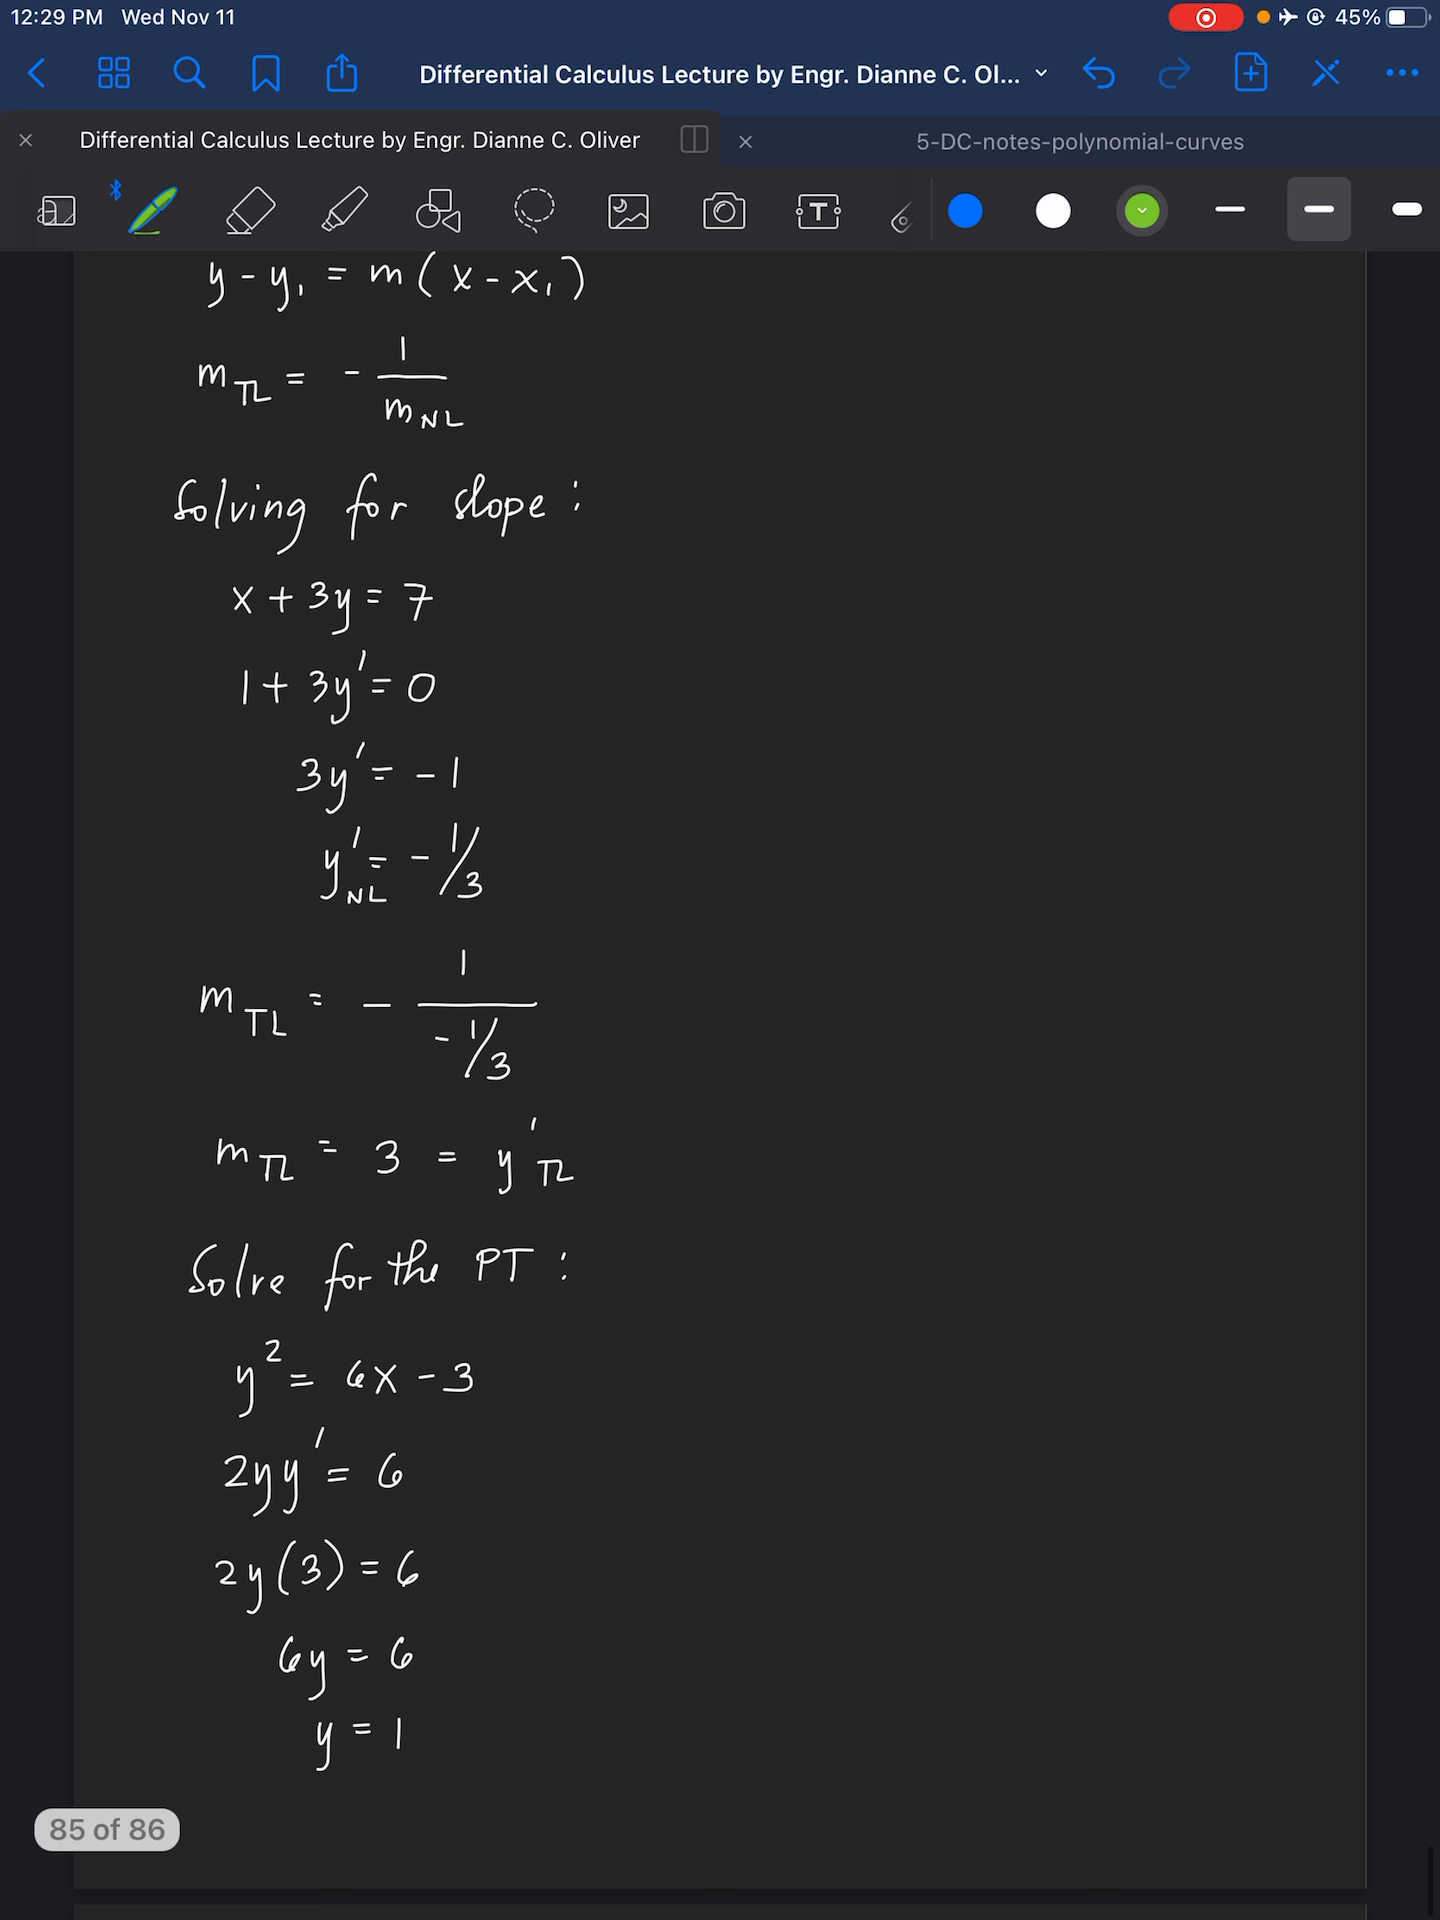 12:29 PM Wed Nov 11 45%
Differential Calculus Lecture by Engr. Dianne C. Ol...
Differential Calculus Lecture by Engr. Dianne C. Oliver
5-DC-notes-polynomial-curves
T
y - y₁ = m ( x - x₁ )
m_TL = - 1/m_NL
Solving for slope :
x + 3y = 7
1 + 3y' = 0
3y' = - 1
y'_NL = - 1/3
m_TL = - 1/(- 1/3)
m_TL = 3 = y'_TL
Solve for the PT :
y² = 6x - 3
2yy' = 6
2y(3) = 6
6y = 6
y = 1
85 of 86